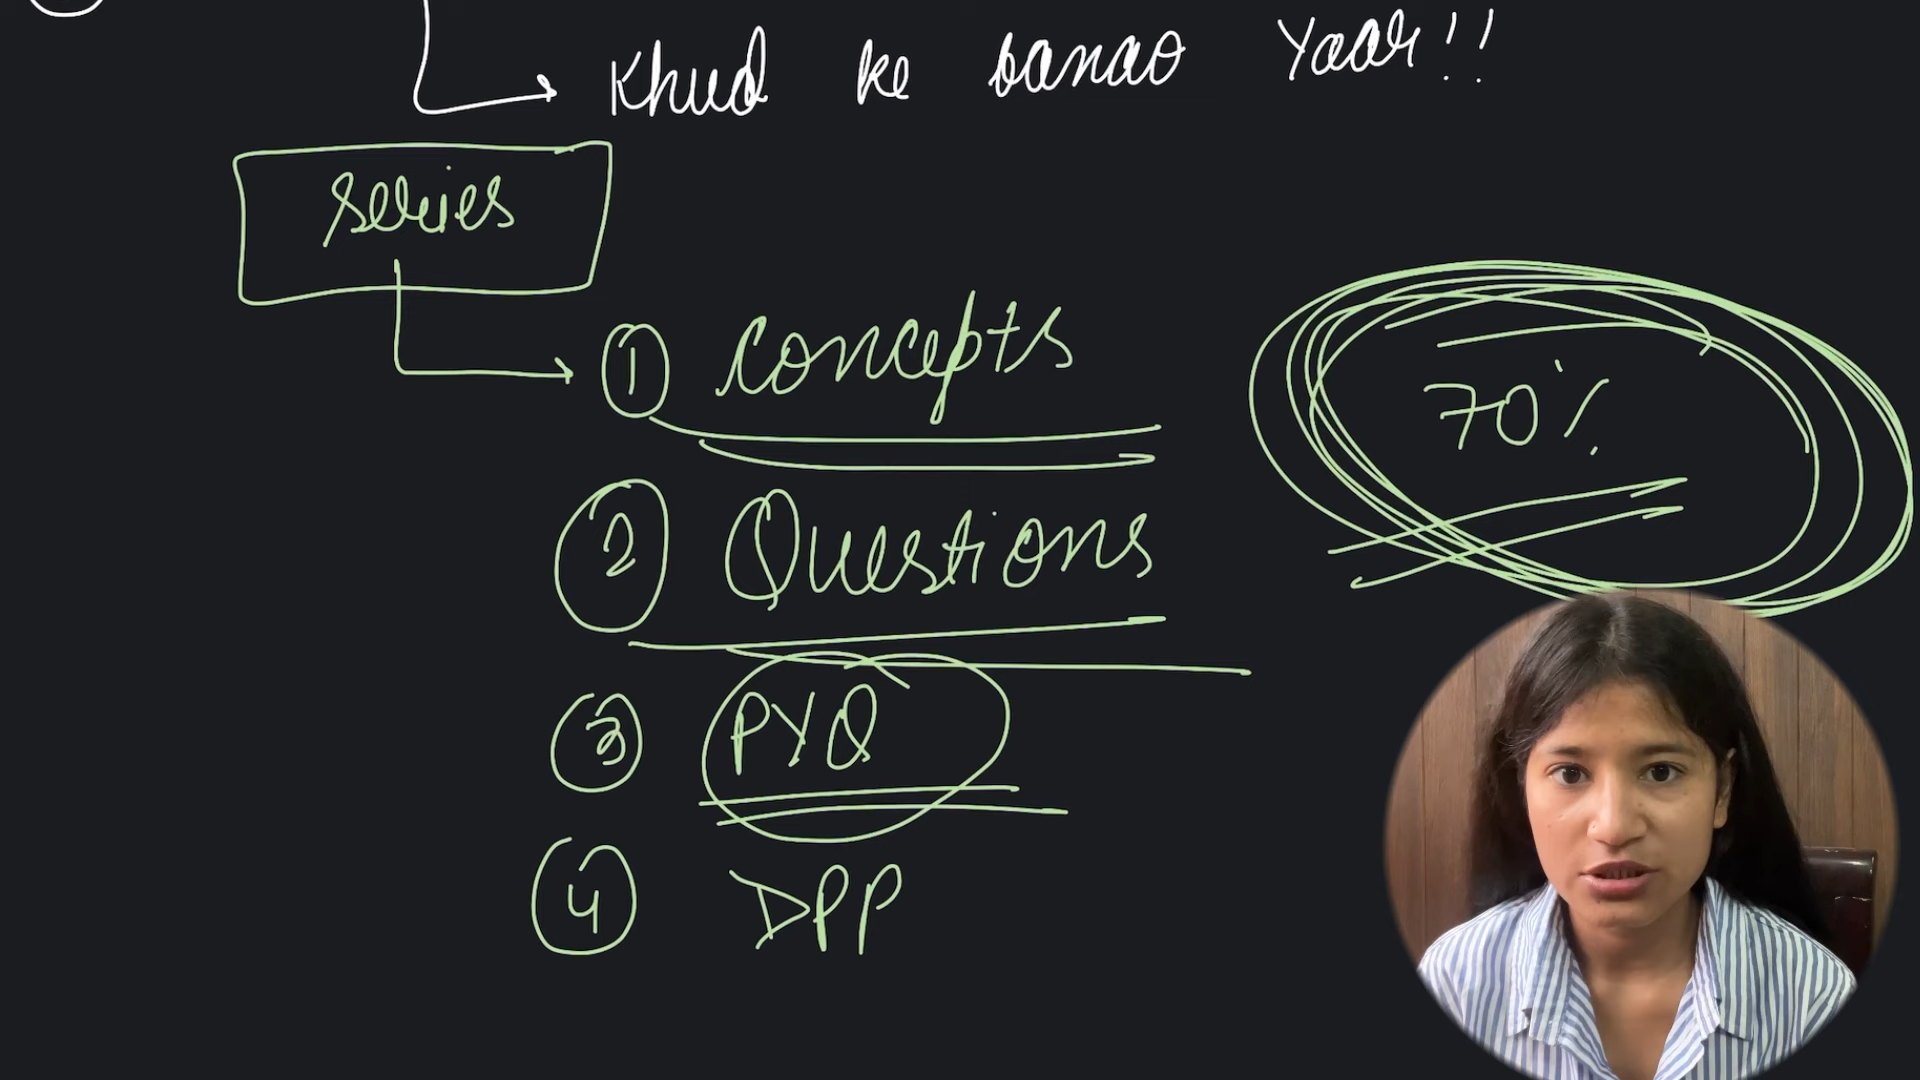 Khud ke banao Yaar!!
Series
① Concepts
70%
② Questions
③ PYQ
④ DPP